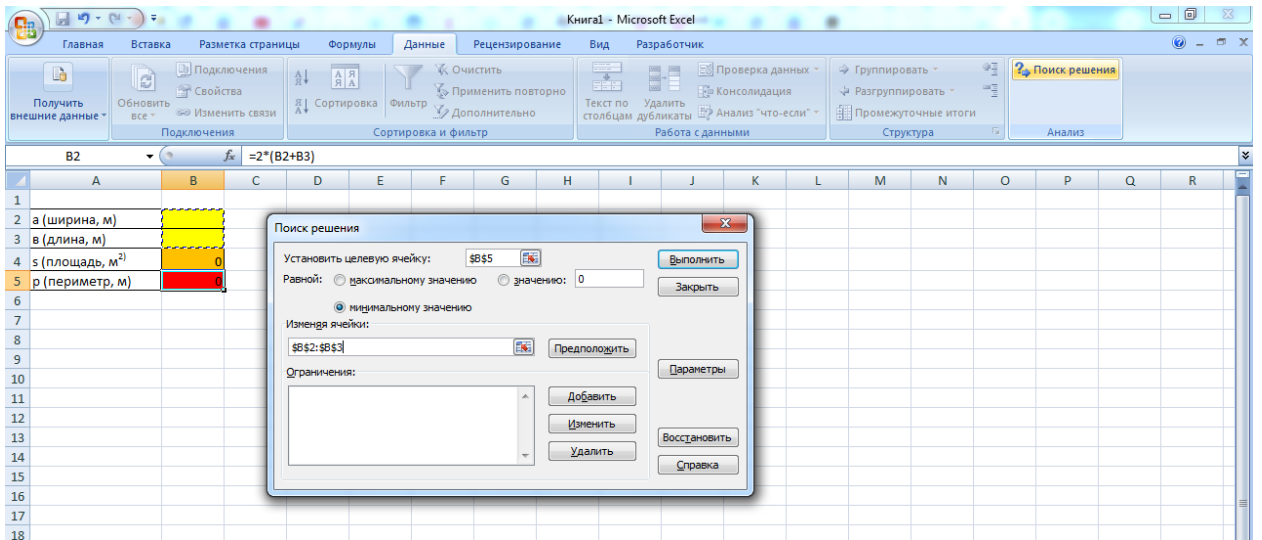 Книга1 - Microsoft Excel
Главная Вставка Разметка страницы Формулы Данные Рецензирование Вид Разработчик
Получить внешние данные
Обновить все
Подключения
Свойства
Изменить связи
Подключения
Сортировка
Фильтр
Очистить
Применить повторно
Дополнительно
Сортировка и фильтр
Текст по столбцам
Удалить дубликаты
Проверка данных
Консолидация
Анализ "что-если"
Работа с данными
Группировать
Разгруппировать
Промежуточные итоги
Структура
Поиск решения
Анализ
B2 fx =2*(B2+B3)
A B C D E F G H I J K L M N O P Q R
1
2 а (ширина, м)
3 в (длина, м)
4 s (площадь, м²⁾ 0
5 р (периметр, м) 0
6
7
8
9
10
11
12
13
14
15
16
17
18
Поиск решения
Установить целевую ячейку: $B$5
Равной: максимальному значению значению: 0
минимальному значению
Изменяя ячейки:
$B$2:$B$3
Предположить
Ограничения:
Добавить
Изменить
Удалить
Выполнить
Закрыть
Параметры
Восстановить
Справка